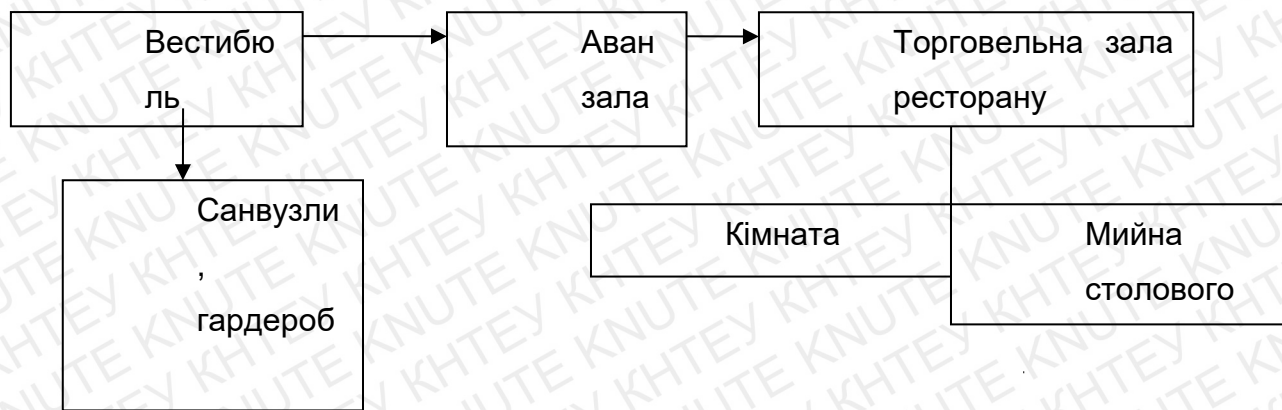 Вестибю
ль
Аван
зала
Торговельна зала
ресторану
Санвузли
,
гардероб
Кімната
Мийна
столового